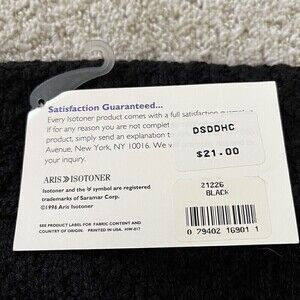 Satisfaction Guaranteed...
Every Isotoner product comes with a full satisfaction
if for any reason you are not complet
product, simply send an explanation t
Avenue, New York, NY 10016. We w
your inquiry.
DSDDHC
$21.00
ARIS ISOTONER
Isotoner and the symbol are registered
trademarks of Saramar Corp.
©1996 Aris Isotoner
21226
BLACK
SEE PRODUCT LABEL FOR FABRIC CONTENT AND
COUNTRY OF ORIGIN. PRINTED IN USA. HW-017
0 79402 16901 1